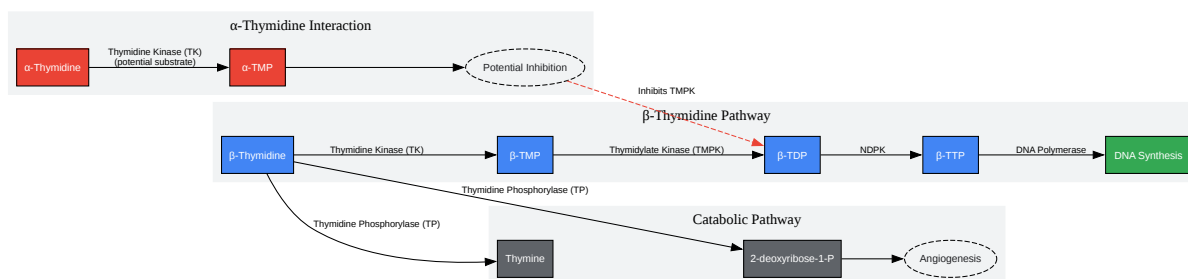 α-Thymidine Interaction
α-Thymidine
Thymidine Kinase (TK)
(potential substrate)
α-TMP
Potential Inhibition
Inhibits TMPK
β-Thymidine Pathway
β-Thymidine
Thymidine Kinase (TK)
β-TMP
Thymidylate Kinase (TMPK)
β-TDP
NDPK
β-TTP
DNA Polymerase
DNA Synthesis
Thymidine Phosphorylase (TP)
Thymidine Phosphorylase (TP)
Catabolic Pathway
Thymine
2-deoxyribose-1-P
Angiogenesis